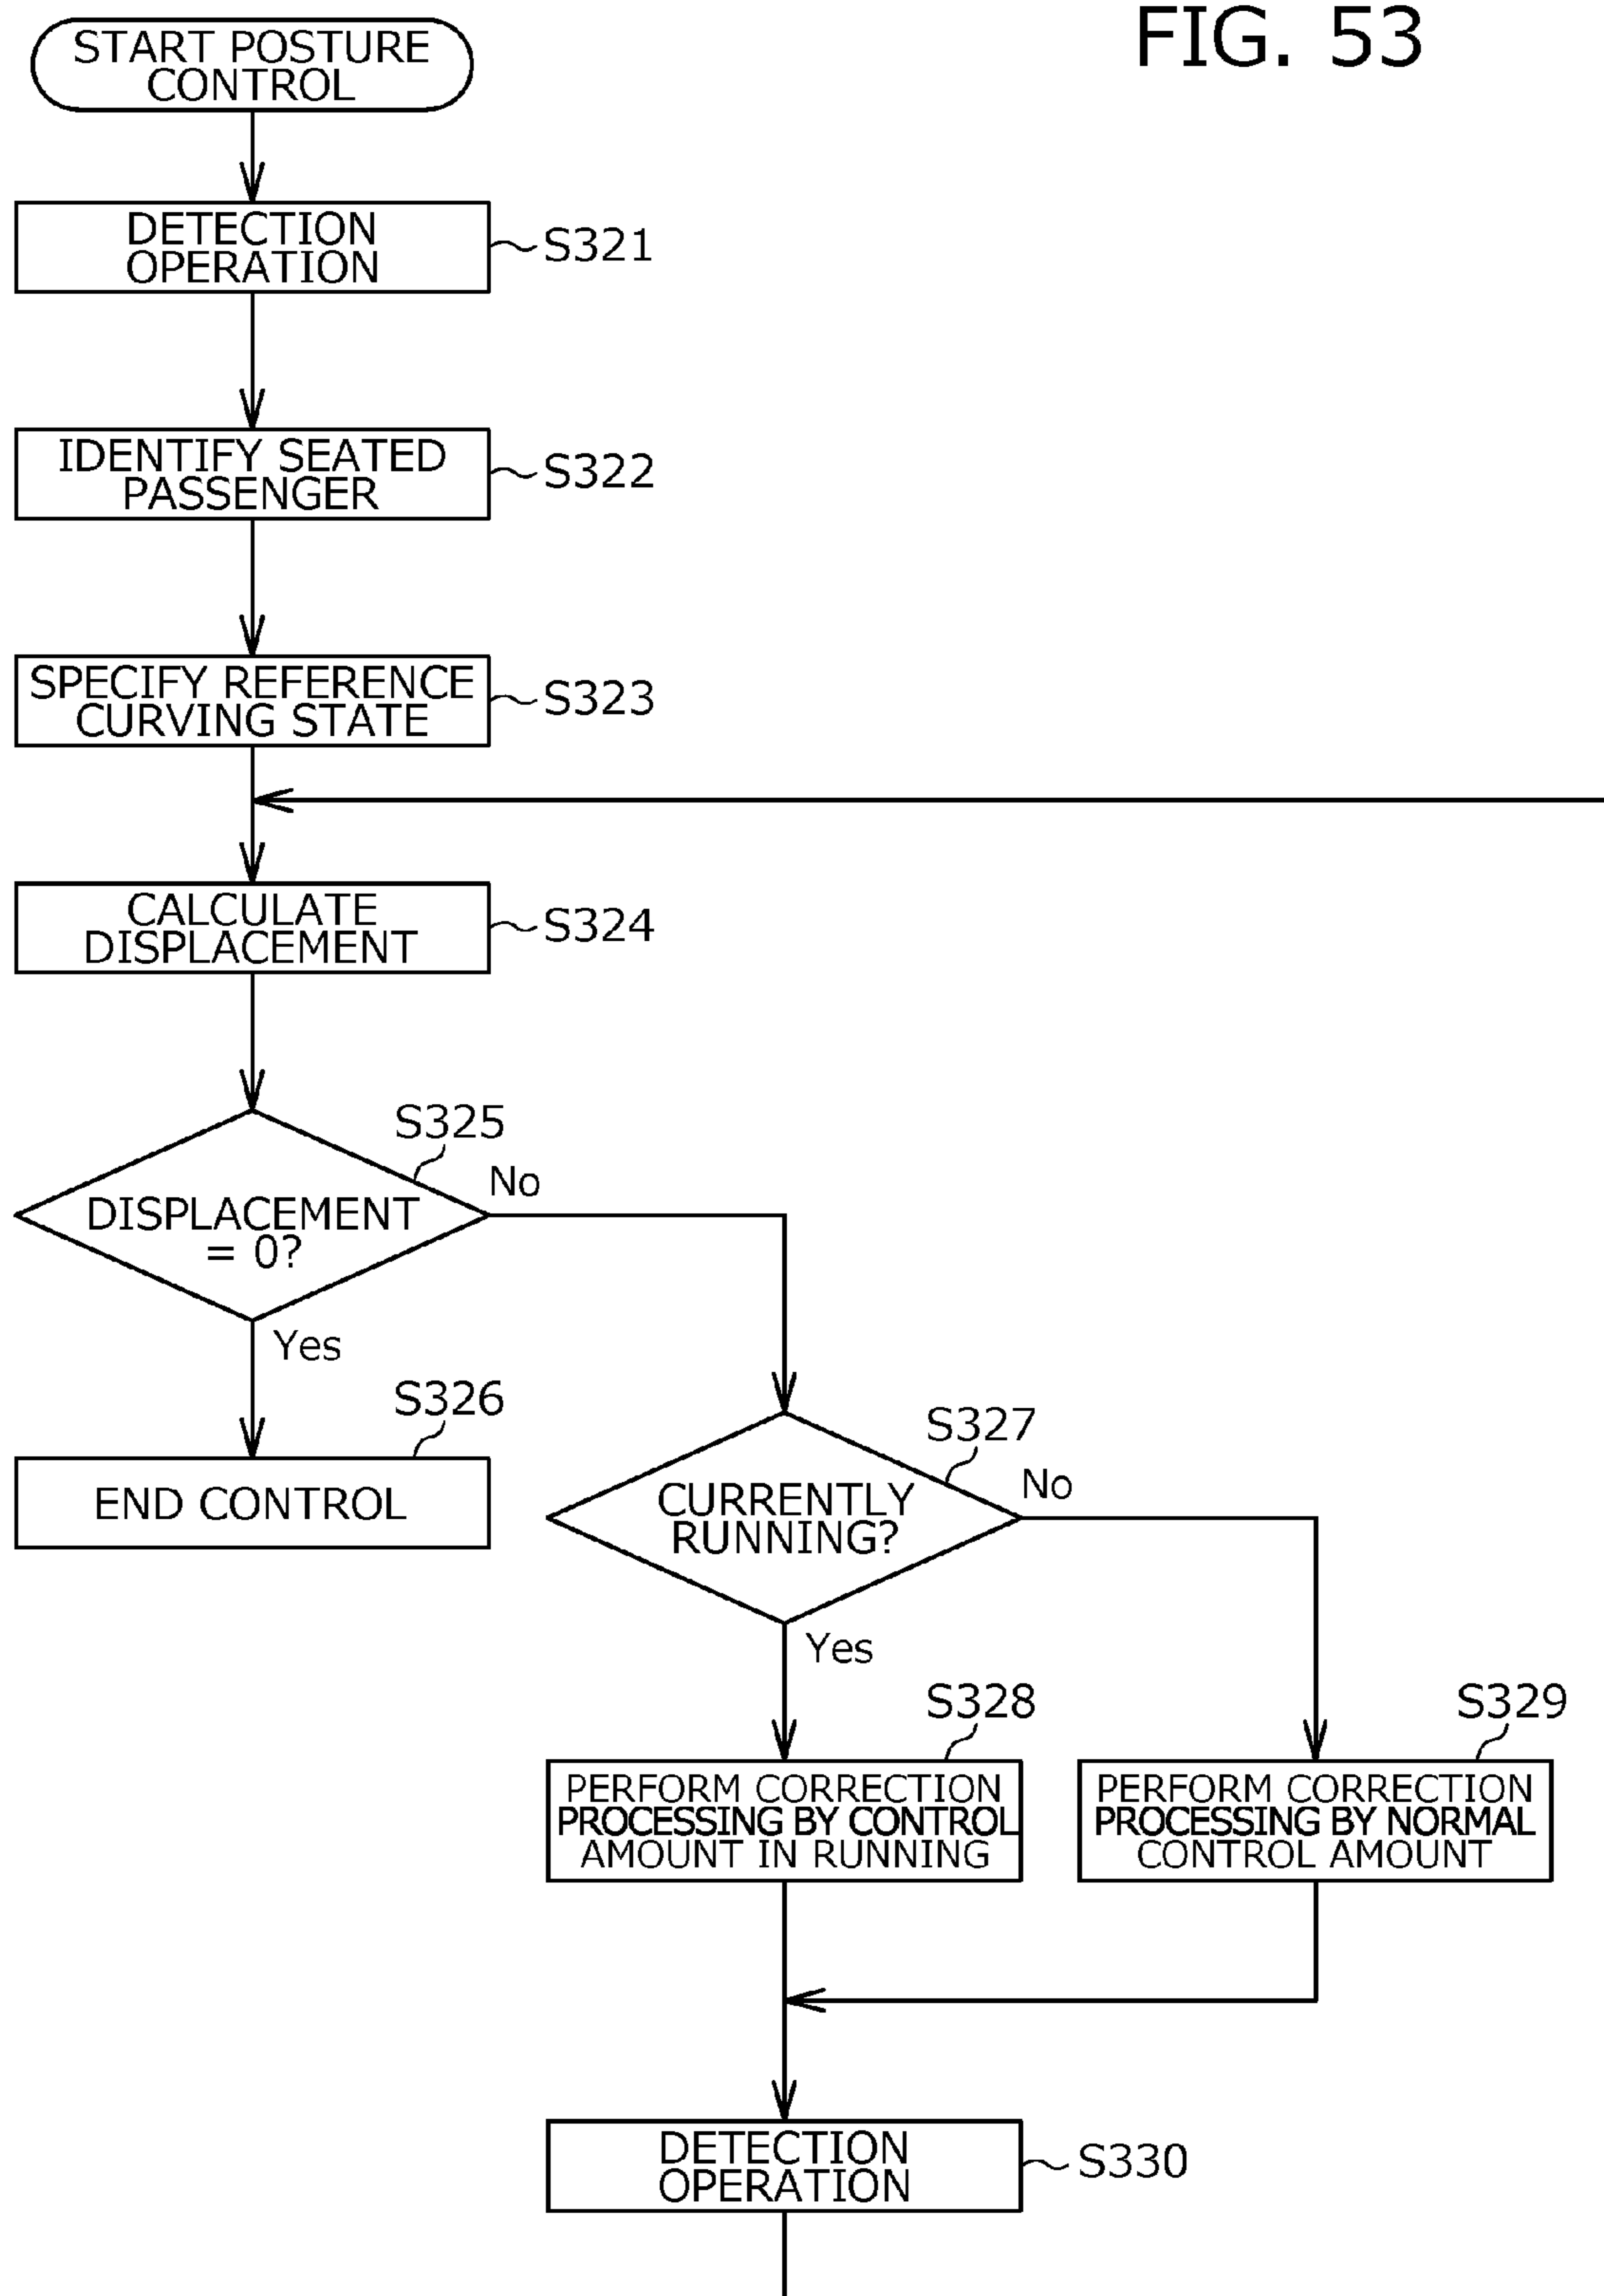 FIG. 53
START POSTURE
CONTROL
DETECTION
OPERATION
S321
IDENTIFY SEATED
PASSENGER
S322
SPECIFY REFERENCE
CURVING STATE
S323
CALCULATE
DISPLACEMENT
S324
S325
No
DISPLACEMENT
= 0?
Yes
S326
END CONTROL
S327
No
CURRENTLY
RUNNING?
Yes
S328
PERFORM CORRECTION
PROCESSING BY CONTROL
AMOUNT IN RUNNING
S329
PERFORM CORRECTION
PROCESSING BY NORMAL
CONTROL AMOUNT
DETECTION
OPERATION
S330